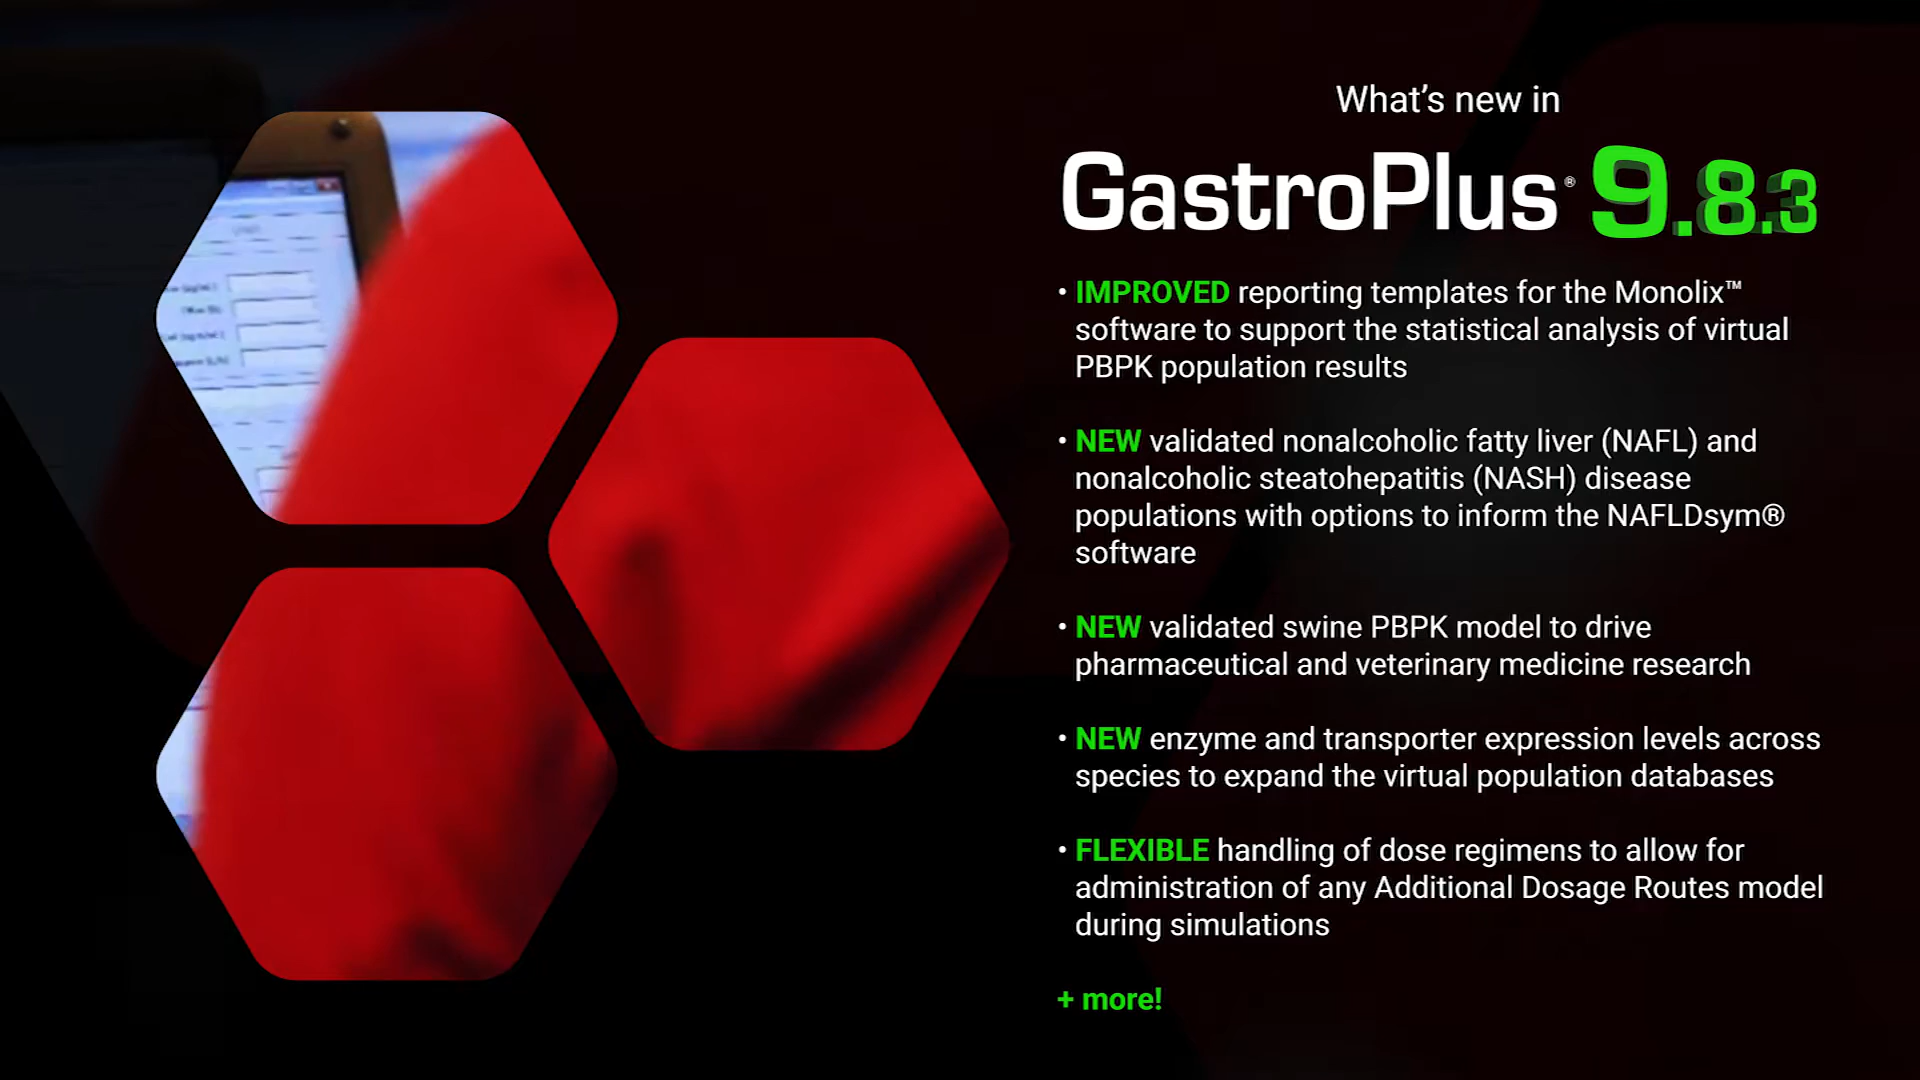 What's new in
GastroPlus® 9.8.3
• IMPROVED reporting templates for the Monolix™
software to support the statistical analysis of virtual
PBPK population results
• NEW validated nonalcoholic fatty liver (NAFL) and
nonalcoholic steatohepatitis (NASH) disease
populations with options to inform the NAFLDsym®
software
• NEW validated swine PBPK model to drive
pharmaceutical and veterinary medicine research
• NEW enzyme and transporter expression levels across
species to expand the virtual population databases
• FLEXIBLE handling of dose regimens to allow for
administration of any Additional Dosage Routes model
during simulations
+ more!